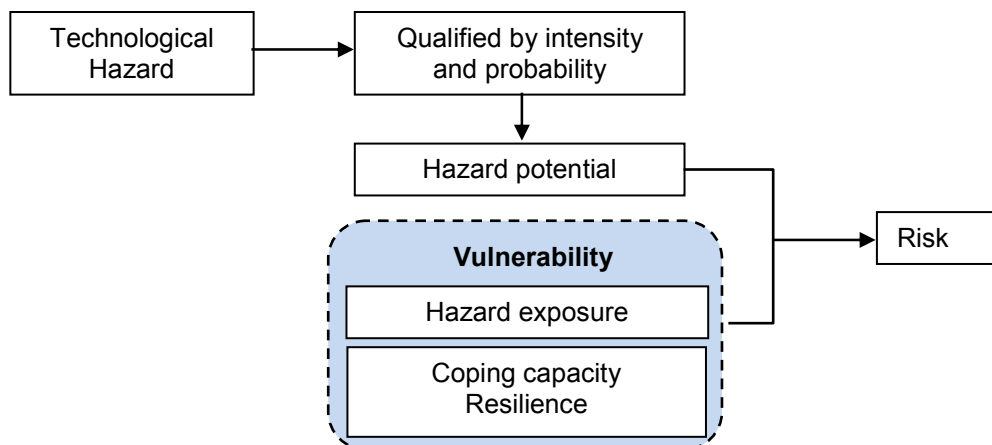 Technological
Hazard
Qualified by intensity
and probability
Hazard potential
Risk
Vulnerability
Hazard exposure
Coping capacity
Resilience